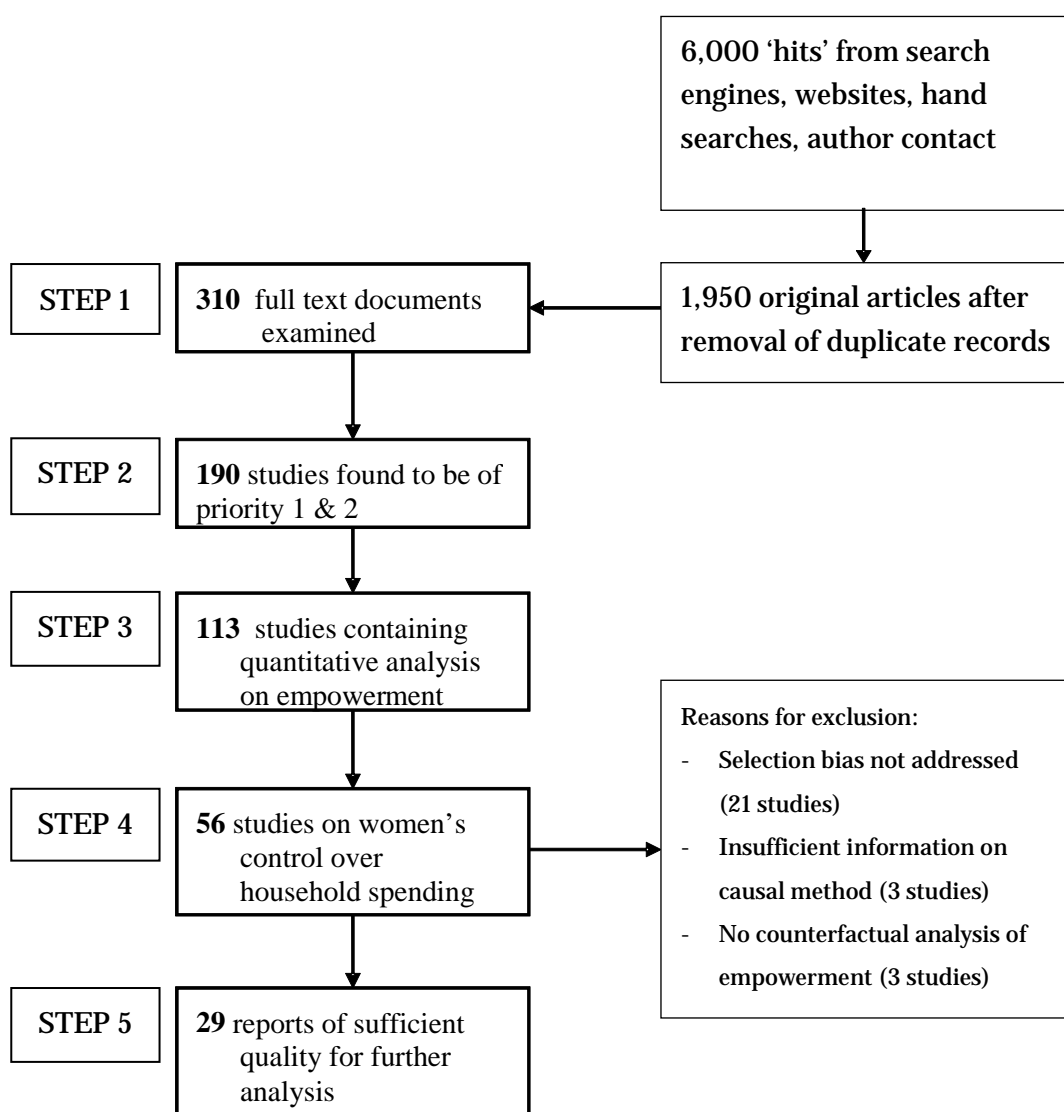 6,000 ‘hits’ from search
engines, websites, hand
searches, author contact
STEP 1
310 full text documents
examined
1,950 original articles after
removal of duplicate records
STEP 2
190 studies found to be of
priority 1 & 2
STEP 3
113 studies containing
quantitative analysis
on empowerment
STEP 4
56 studies on women’s
control over
household spending
Reasons for exclusion:
- Selection bias not addressed
(21 studies)
- Insufficient information on
causal method (3 studies)
- No counterfactual analysis of
empowerment (3 studies)
STEP 5
29 reports of sufficient
quality for further
analysis